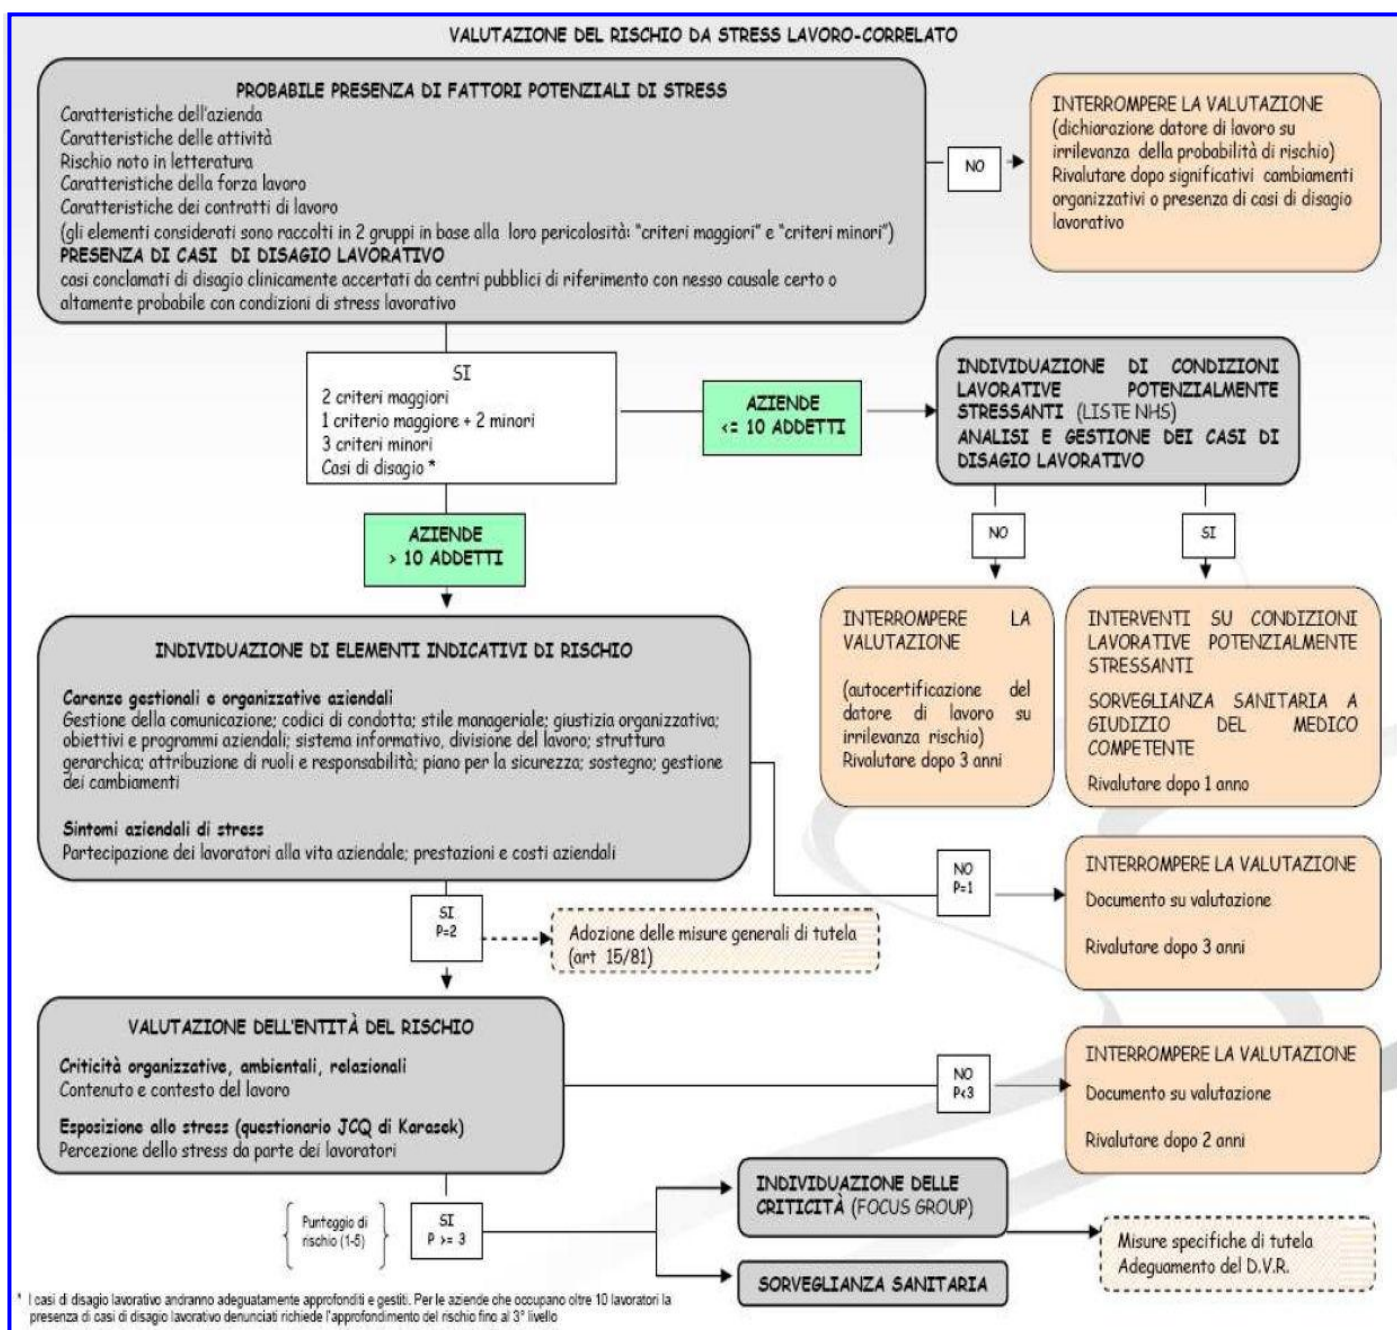 VALUTAZIONE DEL RISCHIO DA STRESS LAVORO-CORRELATO
PROBABILE PRESENZA DI FATTORI POTENZIALI DI STRESS
Caratteristiche dell'azienda
Caratteristiche delle attività
Rischio noto in letteratura
Caratteristiche della forza lavoro
Caratteristiche dei contratti di lavoro
(gli elementi considerati sono raccolti in 2 gruppi in base alla loro pericolosità: "criteri maggiori" e "criteri minori")
PRESENZA DI CASI DI DISAGIO LAVORATIVO
casi conclamati di disagio clinicamente accertati da centri pubblici di riferimento con nesso causale certo o
altamente probabile con condizioni di stress lavorativo
NO
INTERROMPERE LA VALUTAZIONE
(dichiarazione datore di lavoro su
irrilevanza della probabilità di rischio)
Rivalutare dopo significativi cambiamenti
organizzativi o presenza di casi di disagio
lavorativo
SI
2 criteri maggiori
1 criterio maggiore + 2 minori
3 criteri minori
Casi di disagio *
AZIENDE
<= 10 ADDETTI
INDIVIDUAZIONE DI CONDIZIONI
LAVORATIVE POTENZIALMENTE
STRESSANTI (LISTE NHS)
ANALISI E GESTIONE DEI CASI DI
DISAGIO LAVORATIVO
AZIENDE
> 10 ADDETTI
NO
SI
INTERROMPERE LA
VALUTAZIONE
(autocertificazione del
datore di lavoro su
irrilevanza rischio)
Rivalutare dopo 3 anni
INTERVENTI SU CONDIZIONI
LAVORATIVE POTENZIALMENTE
STRESSANTI
SORVEGLIANZA SANITARIA A
GIUDIZIO DEL MEDICO
COMPETENTE
Rivalutare dopo 1 anno
INDIVIDUAZIONE DI ELEMENTI INDICATIVI DI RISCHIO
Carenze gestionali e organizzative aziendali
Gestione della comunicazione; codici di condotta; stile manageriale; giustizia organizzativa;
obiettivi e programmi aziendali; sistema informativo, divisione del lavoro; struttura
gerarchica; attribuzione di ruoli e responsabilità; piano per la sicurezza; sostegno; gestione
dei cambiamenti
Sintomi aziendali di stress
Partecipazione dei lavoratori alla vita aziendale; prestazioni e costi aziendali
NO
P=1
INTERROMPERE LA VALUTAZIONE
Documento su valutazione
Rivalutare dopo 3 anni
SI
P=2
Adozione delle misure generali di tutela
(art 15/81)
VALUTAZIONE DELL'ENTITÀ DEL RISCHIO
Criticità organizzative, ambientali, relazionali
Contenuto e contesto del lavoro
Esposizione allo stress (questionario JCQ di Karasek)
Percezione dello stress da parte dei lavoratori
NO
P<3
INTERROMPERE LA VALUTAZIONE
Documento su valutazione
Rivalutare dopo 2 anni
Punteggio di
rischio (1-5)
SI
P >= 3
INDIVIDUAZIONE DELLE
CRITICITÀ (FOCUS GROUP)
SORVEGLIANZA SANITARIA
Misure specifiche di tutela
Adeguamento del D.V.R.
* I casi di disagio lavorativo andranno adeguatamente approfonditi e gestiti. Per le aziende che occupano oltre 10 lavoratori la
presenza di casi di disagio lavorativo denunciati richiede l'approfondimento del rischio fino al 3° livello